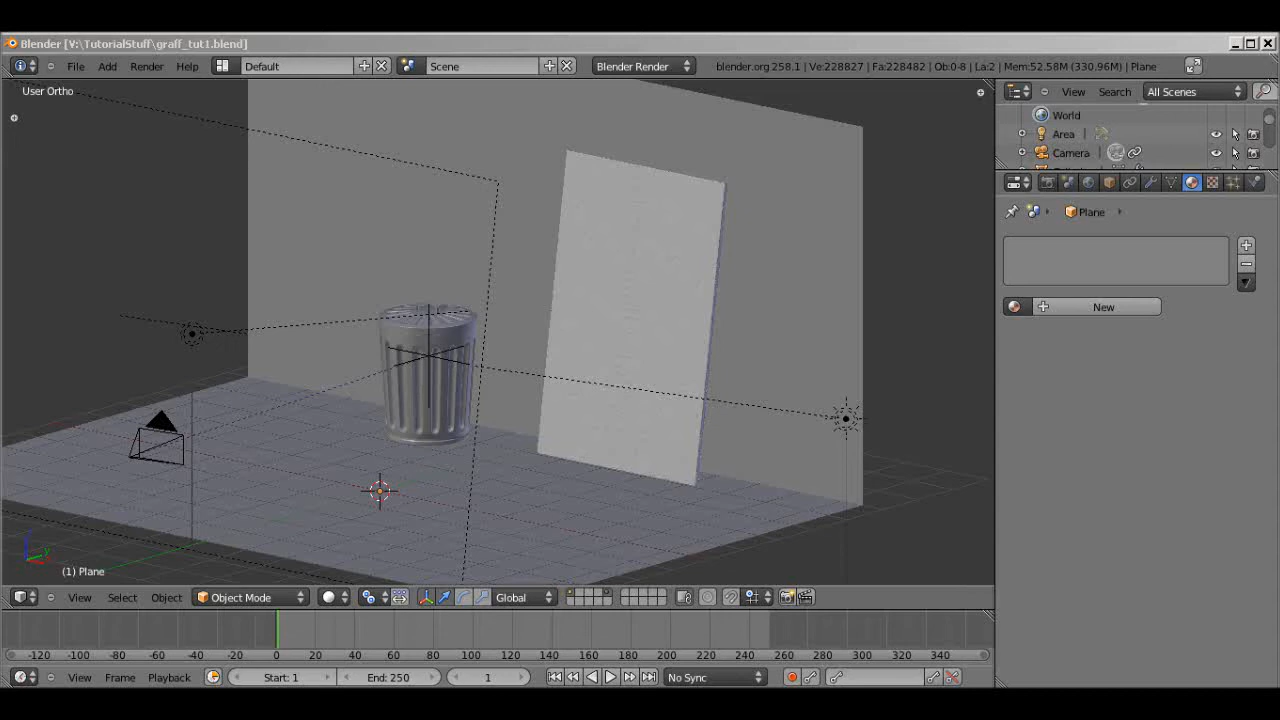 Blender [V:\TutorialStuff\graff_tut1.blend]
File Add Render Help Default Scene Blender Render blender.org 258.1 | Ve:228827 | Fa:228482 | Ob:0-8 | La:2 | Mem:52.58M (330.96M) | Plane
User Ortho
View Search All Scenes
World
Area
Camera
Plane
New
(1) Plane
View Select Object Object Mode Global
-120 -100 -80 -60 -40 -20 0 20 40 60 80 100 120 140 160 180 200 220 240 260 280 300 320 340
View Frame Playback Start: 1 End: 250 1 No Sync